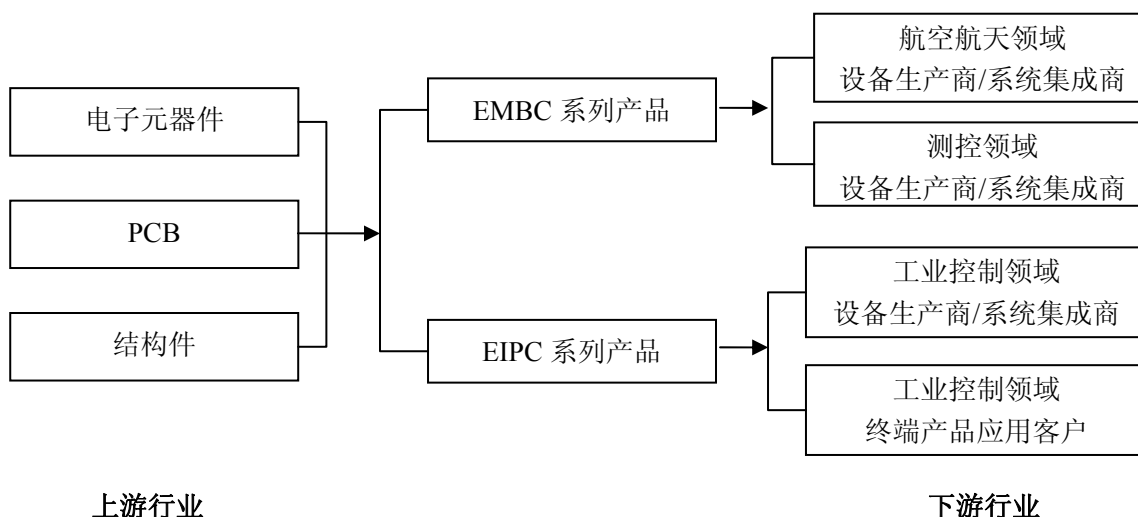 电子元器件
PCB
结构件
EMBC 系列产品
EIPC 系列产品
航空航天领域
设备生产商/系统集成商
测控领域
设备生产商/系统集成商
工业控制领域
设备生产商/系统集成商
工业控制领域
终端产品应用客户
上游行业
下游行业